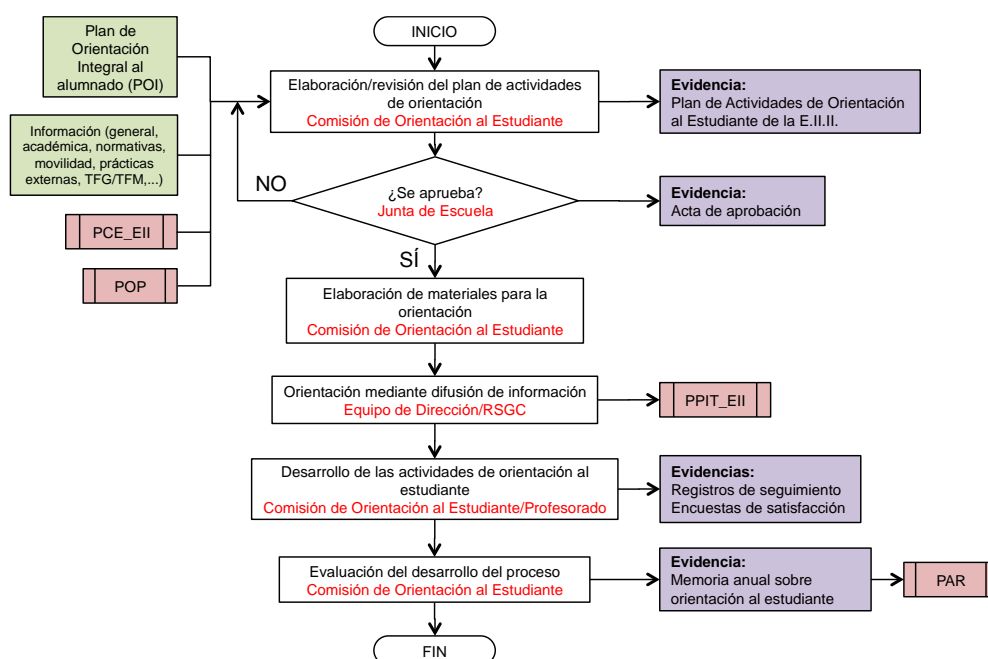 Plan de
Orientación
Integral al
alumnado (POI)
INICIO
Elaboración/revisión del plan de actividades
de orientación
Comisión de Orientación al Estudiante
Evidencia:
Plan de Actividades de Orientación
al Estudiante de la E.II.II.
Información (general,
académica, normativas,
movilidad, prácticas
externas, TFG/TFM,...)
NO
¿Se aprueba?
Junta de Escuela
Evidencia:
Acta de aprobación
PCE_EII
SÍ
POP
Elaboración de materiales para la
orientación
Comisión de Orientación al Estudiante
Orientación mediante difusión de información
Equipo de Dirección/RSGC
PPIT_EII
Desarrollo de las actividades de orientación al
estudiante
Comisión de Orientación al Estudiante/Profesorado
Evidencias:
Registros de seguimiento
Encuestas de satisfacción
Evaluación del desarrollo del proceso
Comisión de Orientación al Estudiante
Evidencia:
Memoria anual sobre
orientación al estudiante
PAR
FIN